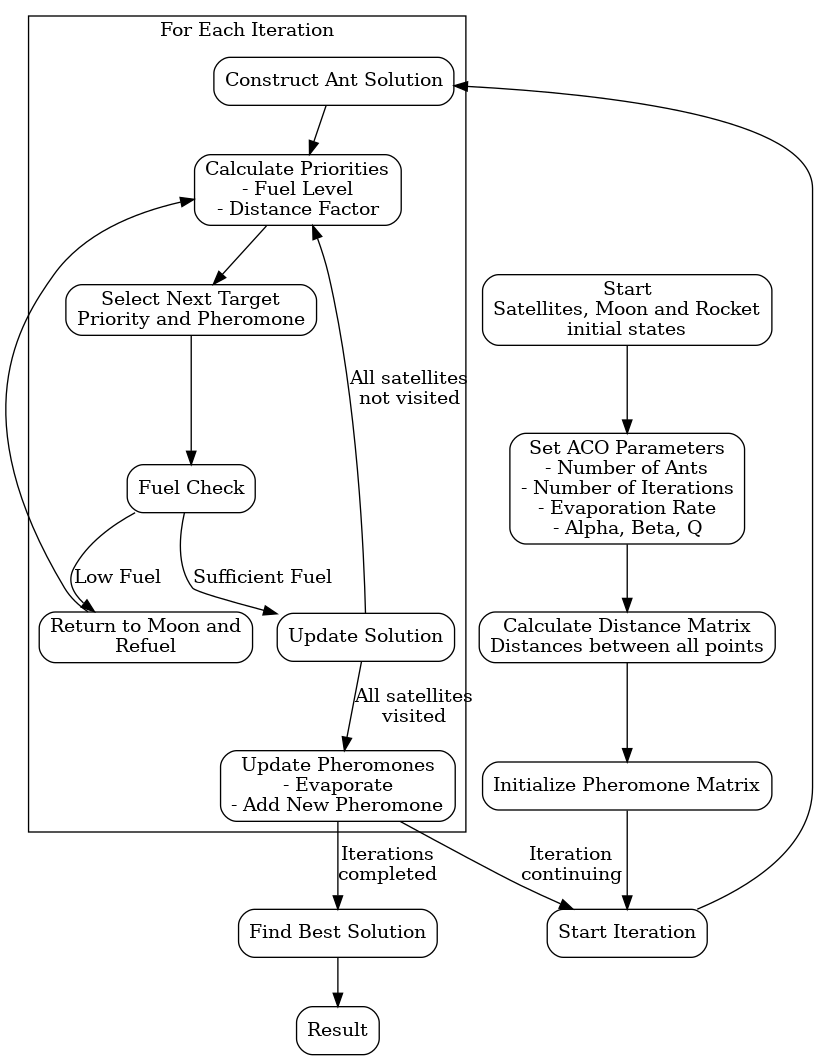 For Each Iteration
Construct Ant Solution
Calculate Priorities
- Fuel Level
- Distance Factor
Select Next Target
Priority and Pheromone
All satellites
not visited
Fuel Check
Low Fuel
Sufficient Fuel
Return to Moon and
Refuel
Update Solution
All satellites
visited
Update Pheromones
- Evaporate
- Add New Pheromone
Start
Satellites, Moon and Rocket
initial states
Set ACO Parameters
- Number of Ants
- Number of Iterations
- Evaporation Rate
- Alpha, Beta, Q
Calculate Distance Matrix
Distances between all points
Initialize Pheromone Matrix
Iterations
completed
Iteration
continuing
Find Best Solution
Start Iteration
Result